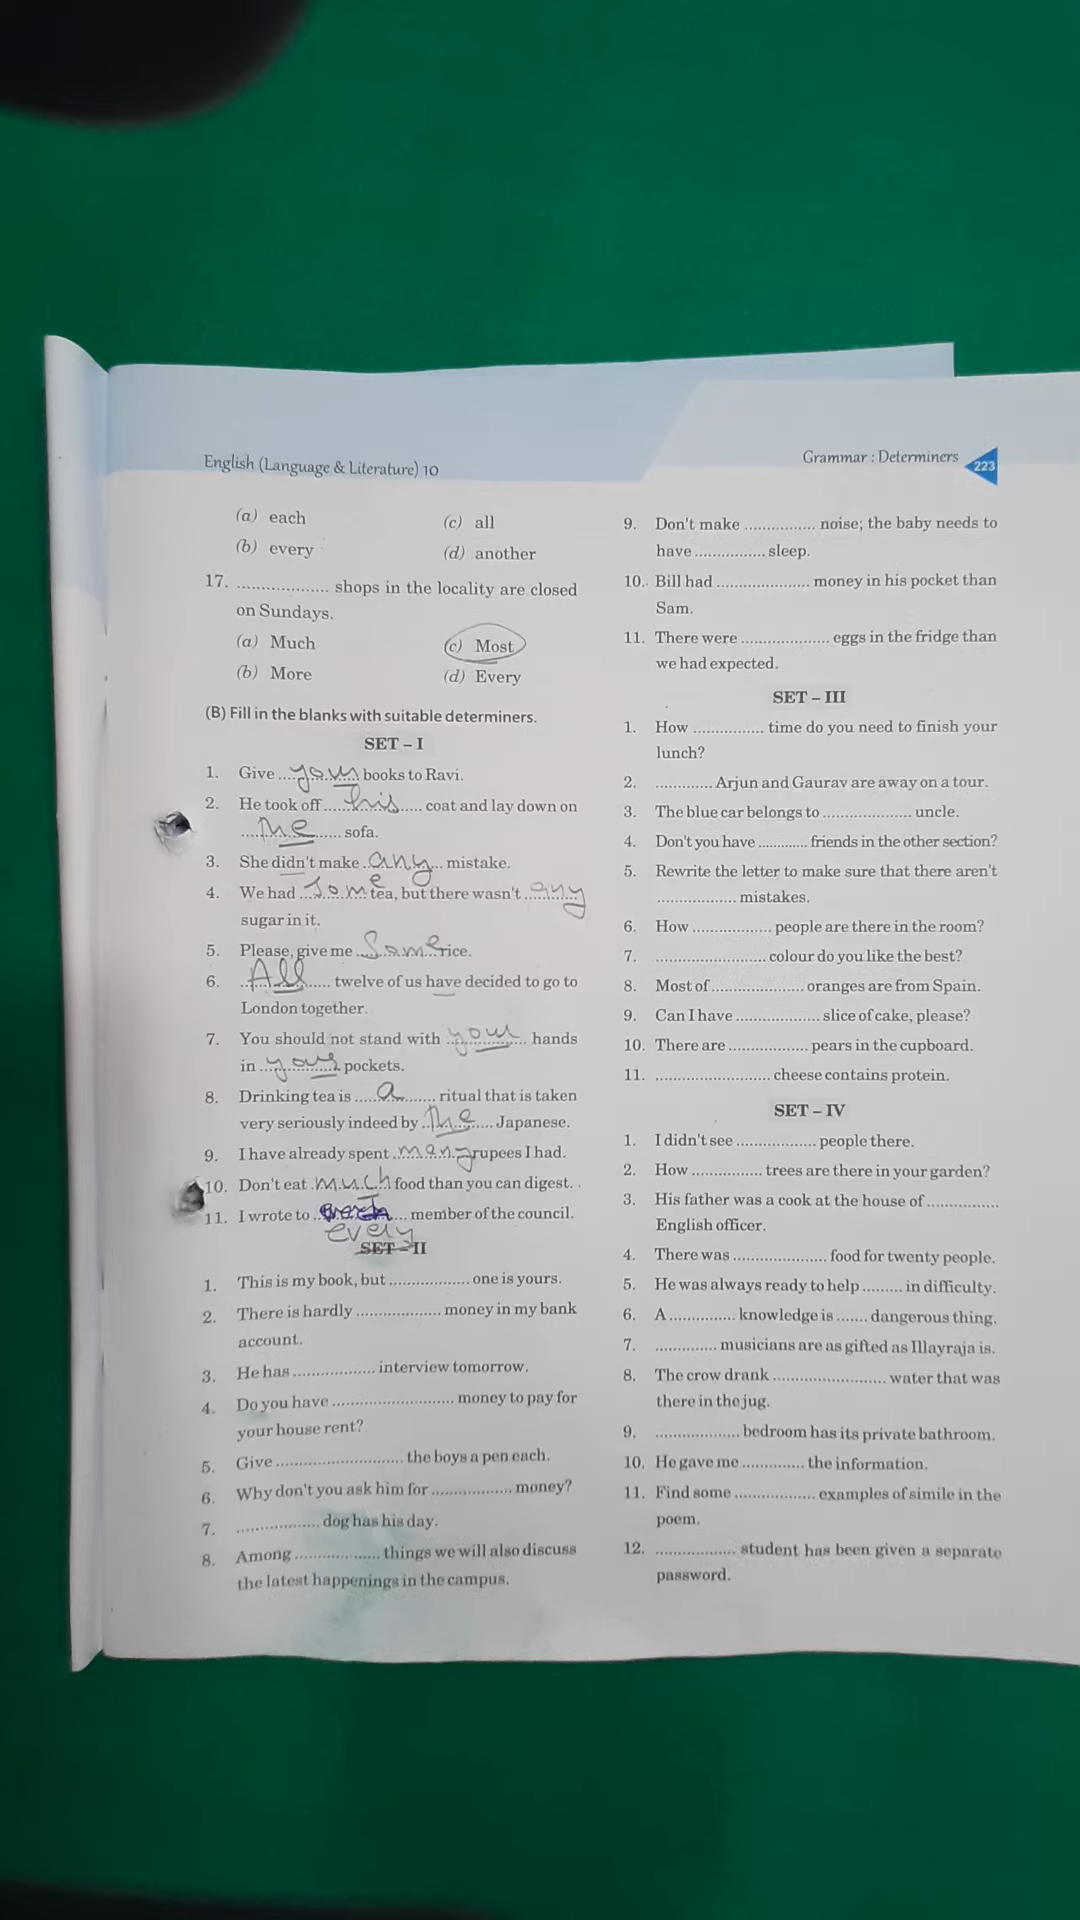 English (Language & Literature) 10
Grammar : Determiners 223
(a) each
(c) all
(b) every
(d) another
17. .................. shops in the locality are closed
on Sundays.
(a) Much
(c) Most
(b) More
(d) Every
(B) Fill in the blanks with suitable determiners.
SET – I
1. Give ....your.... books to Ravi.
2. He took off ....his..... coat and lay down on
....the...... sofa.
3. She didn't make ..any... mistake.
4. We had ..some.. tea, but there wasn't ..any..
sugar in it.
5. Please, give me ..Some.. rice.
6. ..All...... twelve of us have decided to go to
London together.
7. You should not stand with ..your.. hands
in ...your.... pockets.
8. Drinking tea is .....a....... ritual that is taken
very seriously indeed by ..the..... Japanese.
9. I have already spent .many. rupees I had.
10. Don't eat .much food than you can digest.
11. I wrote to ............... member of the council.
every
SET – II
1. This is my book, but ................. one is yours.
2. There is hardly .................. money in my bank
account.
3. He has ................. interview tomorrow.
4. Do you have .......................... money to pay for
your house rent?
5. Give ........................... the boys a pen each.
6. Why don't you ask him for ................. money?
7. .................. dog has his day.
8. Among .................. things we will also discuss
the latest happenings in the campus.
9. Don't make ............... noise; the baby needs to
have ............... sleep.
10. Bill had .................... money in his pocket than
Sam.
11. There were ................... eggs in the fridge than
we had expected.
SET – III
1. How ............... time do you need to finish your
lunch?
2. ............ Arjun and Gaurav are away on a tour.
3. The blue car belongs to ................... uncle.
4. Don't you have ............ friends in the other section?
5. Rewrite the letter to make sure that there aren't
................. mistakes.
6. How ................. people are there in the room?
7. ....................... colour do you like the best?
8. Most of .................... oranges are from Spain.
9. Can I have .................. slice of cake, please?
10. There are ................. pears in the cupboard.
11. ......................... cheese contains protein.
SET – IV
1. I didn't see ................. people there.
2. How ............... trees are there in your garden?
3. His father was a cook at the house of ...............
English officer.
4. There was .................... food for twenty people.
5. He was always ready to help ......... in difficulty.
6. A .............. knowledge is ....... dangerous thing.
7. ............. musicians are as gifted as Illayraja is.
8. The crow drank ........................ water that was
there in the jug.
9. .................. bedroom has its private bathroom.
10. He gave me ............. the information.
11. Find some ................. examples of simile in the
poem.
12. ................. student has been given a separate
password.